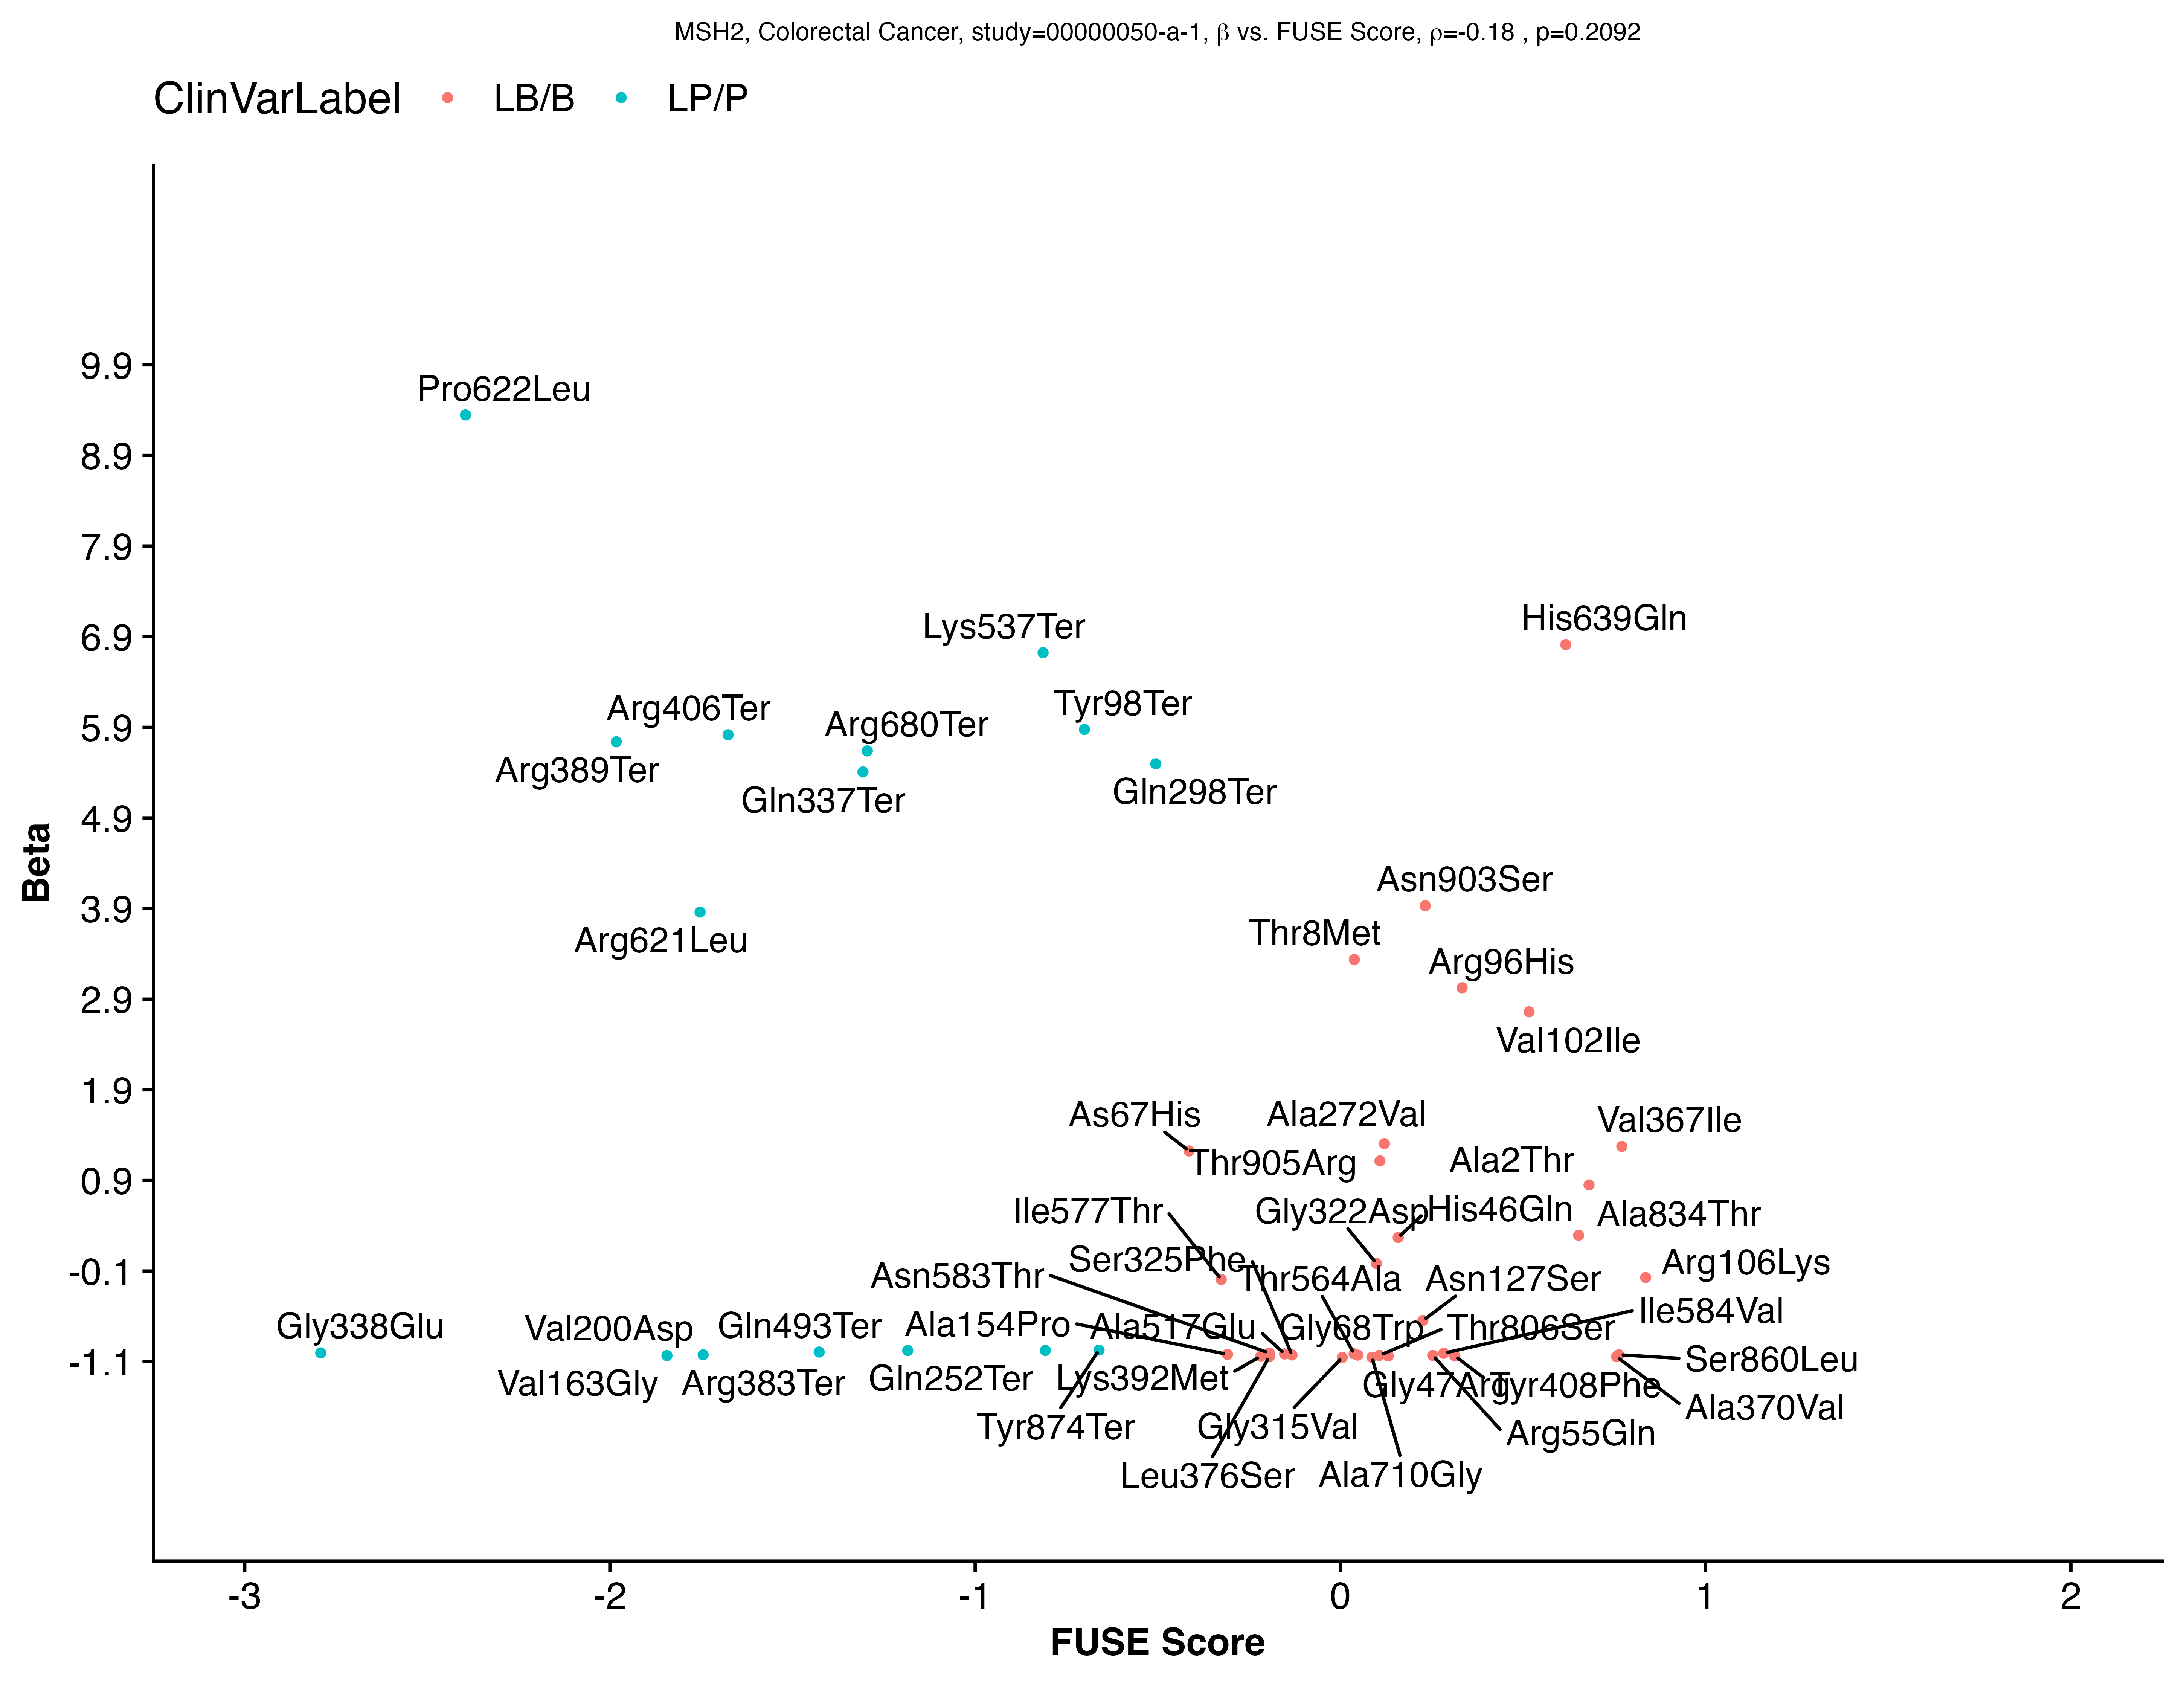 MSH2, Colorectal Cancer, study=00000050-a-1, β vs. FUSE Score, ρ=-0.18 , p=0.2092
ClinVarLabel LB/B LP/P
9.9
8.9
7.9
6.9
5.9
4.9
3.9
2.9
1.9
0.9
-0.1
-1.1
Beta
Pro622Leu
Lys537Ter
His639Gln
Arg406Ter
Tyr98Ter
Arg680Ter
Arg389Ter
Gln337Ter
Gln298Ter
Asn903Ser
Thr8Met
Arg621Leu
Arg96His
Val102Ile
As67His
Ala272Val
Val367Ile
Thr905Arg
Ala2Thr
Ile577Thr
Gly322Asp
His46Gln
Ala834Thr
Ser325Phe
Arg106Lys
Asn583Thr
Thr564Ala
Asn127Ser
Ile584Val
Gly338Glu
Val200Asp
Gln493Ter
Ala154Pro
Ala517Glu
Gly68Trp
Thr806Ser
Ser860Leu
Val163Gly
Arg383Ter
Gln252Ter
Lys392Met
Gly47Arg
Tyr408Phe
Ala370Val
Tyr874Ter
Gly315Val
Arg55Gln
Leu376Ser
Ala710Gly
-3 -2 -1 0 1 2
FUSE Score